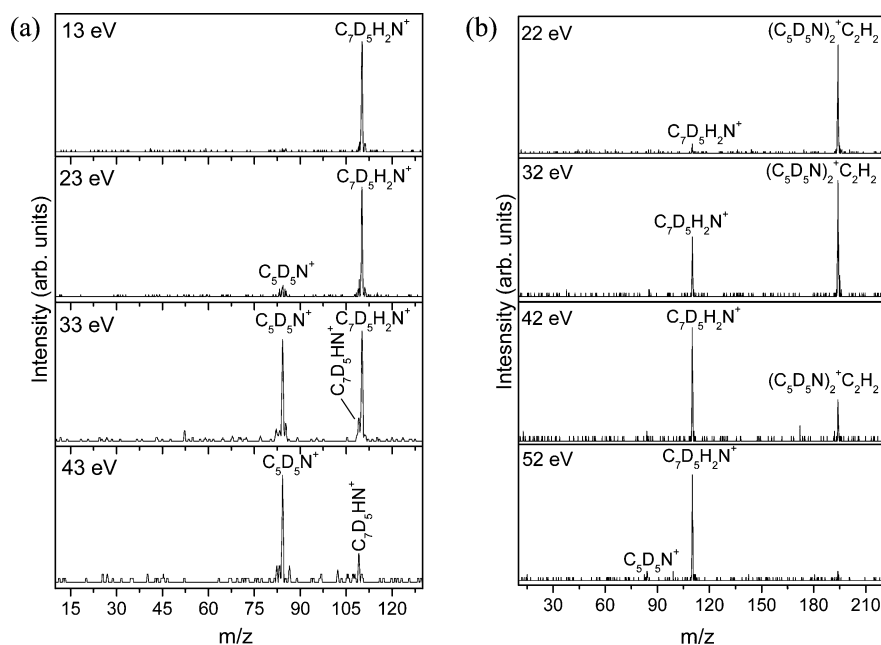 (a)
13 eV
C₇D₅H₂N⁺
23 eV
C₇D₅H₂N⁺
C₅D₅N⁺
33 eV
C₅D₅N⁺
C₇D₅H₂N⁺
C₇D₅HN⁺
43 eV
C₅D₅N⁺
C₇D₅HN⁺
Intensity (arb. units)
15 30 45 60 75 90 105 120
m/z
(b)
22 eV
(C₅D₅N)₂⁺C₂H₂
C₇D₅H₂N⁺
32 eV
(C₅D₅N)₂⁺C₂H₂
C₇D₅H₂N⁺
42 eV
C₇D₅H₂N⁺
(C₅D₅N)₂⁺C₂H₂
52 eV
C₇D₅H₂N⁺
C₅D₅N⁺
Intesnsity (arb. units)
30 60 90 120 150 180 210
m/z